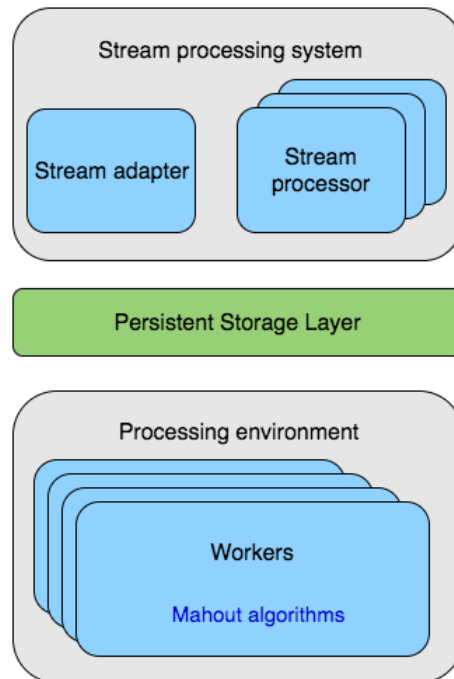 Stream processing system
Stream adapter
Stream
processor
Persistent Storage Layer
Processing environment
Workers
Mahout algorithms